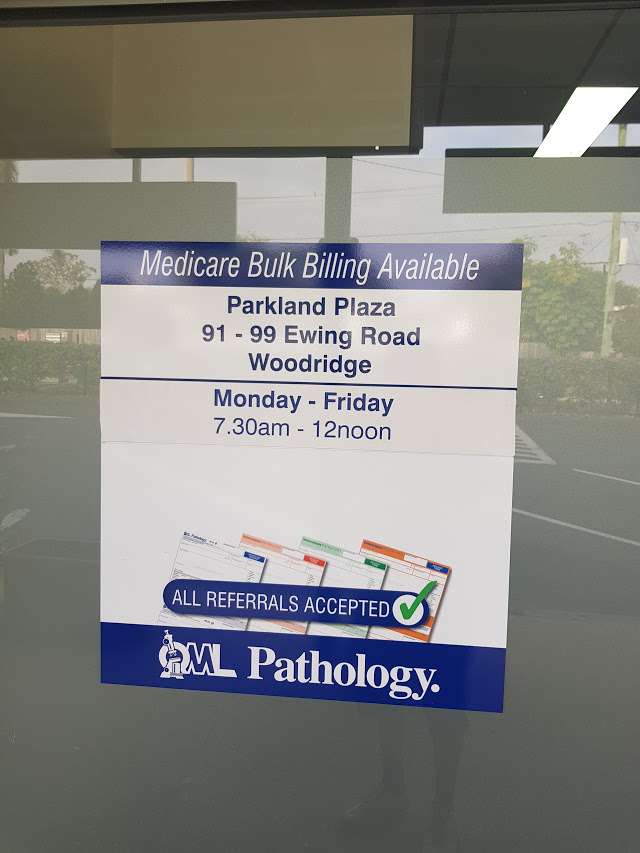 Medicare Bulk Billing Available
Parkland Plaza
91 - 99 Ewing Road
Woodridge
Monday - Friday
7.30am - 12noon
Pathology.
ALL REFERRALS ACCEPTED
QML Pathology.